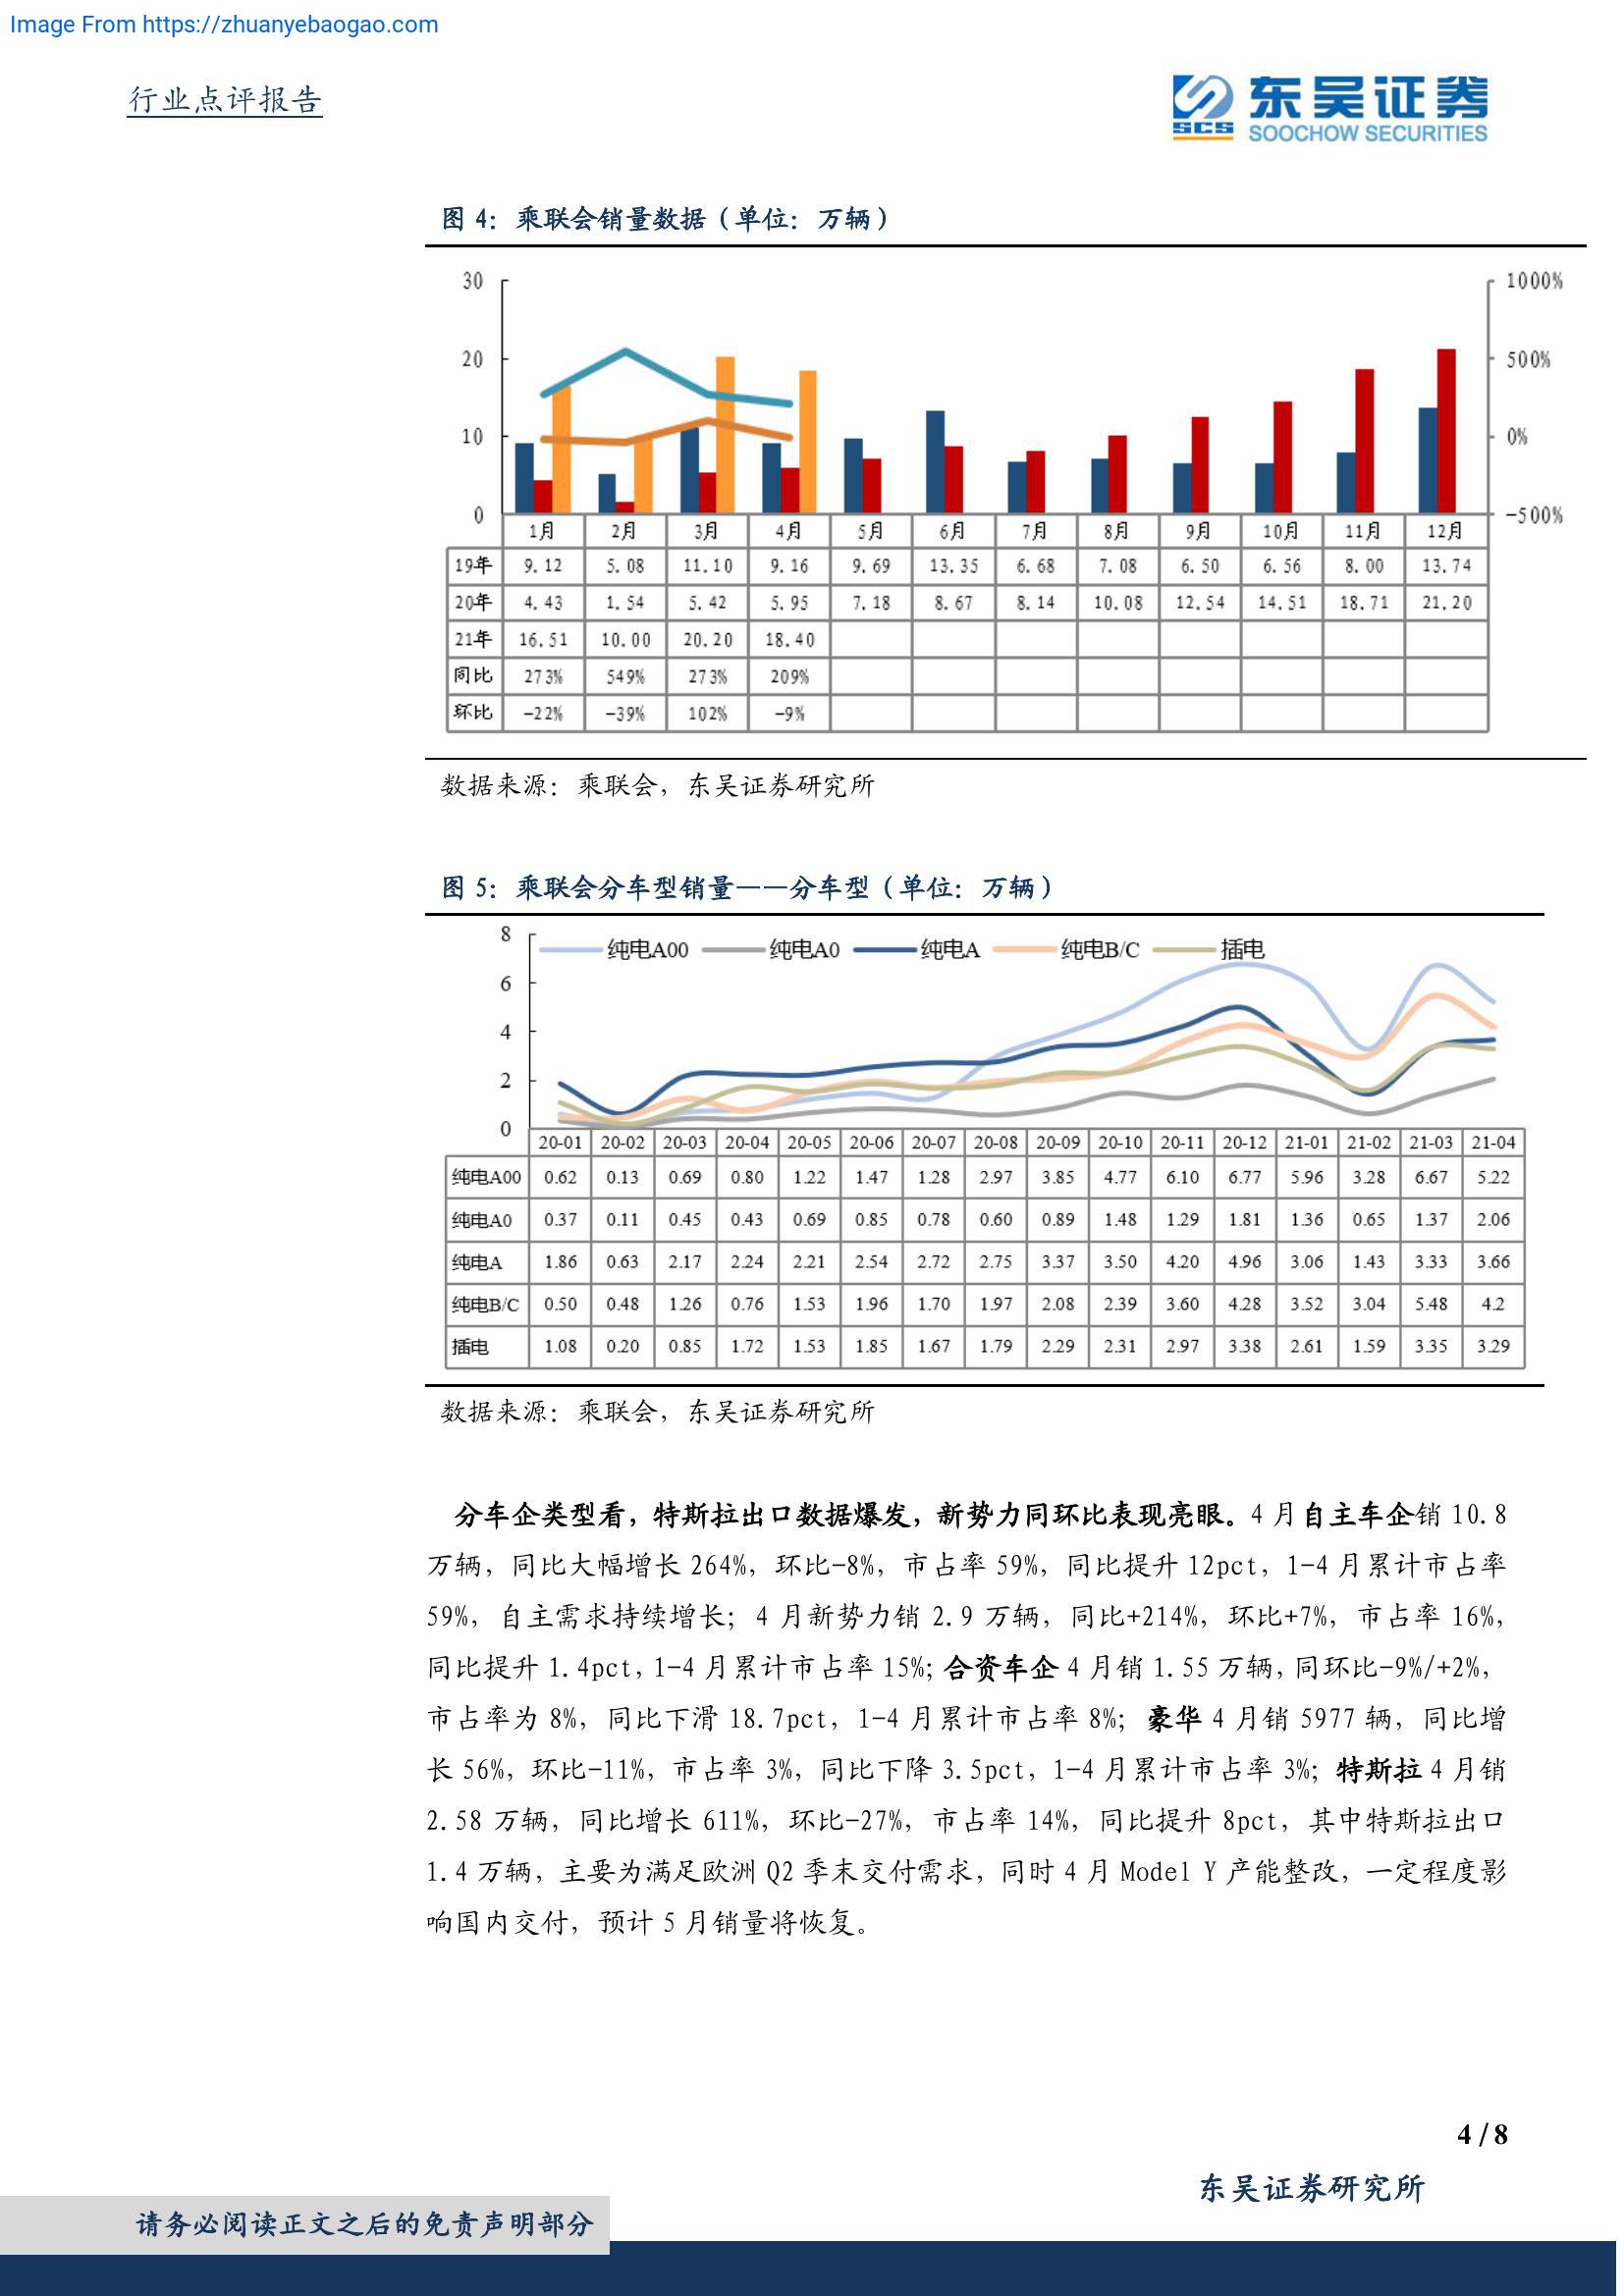 Image From https://zhuanyebaogao.com
行业点评报告
东吴证券
SCS
SOOCHOW SECURITIES
图 4：乘联会销量数据（单位：万辆）
30 1000%
20 500%
10 0%
0 -500%
1月 2月 3月 4月 5月 6月 7月 8月 9月 10月 11月 12月
19年 9.12 5.08 11.10 9.16 9.69 13.35 6.68 7.08 6.50 6.56 8.00 13.74
20年 4.43 1.54 5.42 5.95 7.18 8.67 8.14 10.08 12.54 14.51 18.71 21.20
21年 16.51 10.00 20.20 18.40
同比 273% 549% 273% 209%
环比 -22% -39% 102% -9%
数据来源：乘联会，东吴证券研究所
图 5：乘联会分车型销量——分车型（单位：万辆）
8
纯电A00 纯电A0 纯电A 纯电B/C 插电
6
4
2
0
20-01 20-02 20-03 20-04 20-05 20-06 20-07 20-08 20-09 20-10 20-11 20-12 21-01 21-02 21-03 21-04
纯电A00 0.62 0.13 0.69 0.80 1.22 1.47 1.28 2.97 3.85 4.77 6.10 6.77 5.96 3.28 6.67 5.22
纯电A0 0.37 0.11 0.45 0.43 0.69 0.85 0.78 0.60 0.89 1.48 1.29 1.81 1.36 0.65 1.37 2.06
纯电A 1.86 0.63 2.17 2.24 2.21 2.54 2.72 2.75 3.37 3.50 4.20 4.96 3.06 1.43 3.33 3.66
纯电B/C 0.50 0.48 1.26 0.76 1.53 1.96 1.70 1.97 2.08 2.39 3.60 4.28 3.52 3.04 5.48 4.2
插电 1.08 0.20 0.85 1.72 1.53 1.85 1.67 1.79 2.29 2.31 2.97 3.38 2.61 1.59 3.35 3.29
数据来源：乘联会，东吴证券研究所
分车企类型看，特斯拉出口数据爆发，新势力同环比表现亮眼。4 月自主车企销 10.8
万辆，同比大幅增长 264%，环比-8%，市占率 59%，同比提升 12pct，1-4 月累计市占率
59%，自主需求持续增长；4 月新势力销 2.9 万辆，同比+214%，环比+7%，市占率 16%，
同比提升 1.4pct，1-4 月累计市占率 15%；合资车企 4 月销 1.55 万辆，同环比-9%/+2%，
市占率为 8%，同比下滑 18.7pct，1-4 月累计市占率 8%；豪华 4 月销 5977 辆，同比增
长 56%，环比-11%，市占率 3%，同比下降 3.5pct，1-4 月累计市占率 3%；特斯拉 4 月销
2.58 万辆，同比增长 611%，环比-27%，市占率 14%，同比提升 8pct，其中特斯拉出口
1.4 万辆，主要为满足欧洲 Q2 季末交付需求，同时 4 月 Model Y 产能整改，一定程度影
响国内交付，预计 5 月销量将恢复。
4 / 8
东吴证券研究所
请务必阅读正文之后的免责声明部分